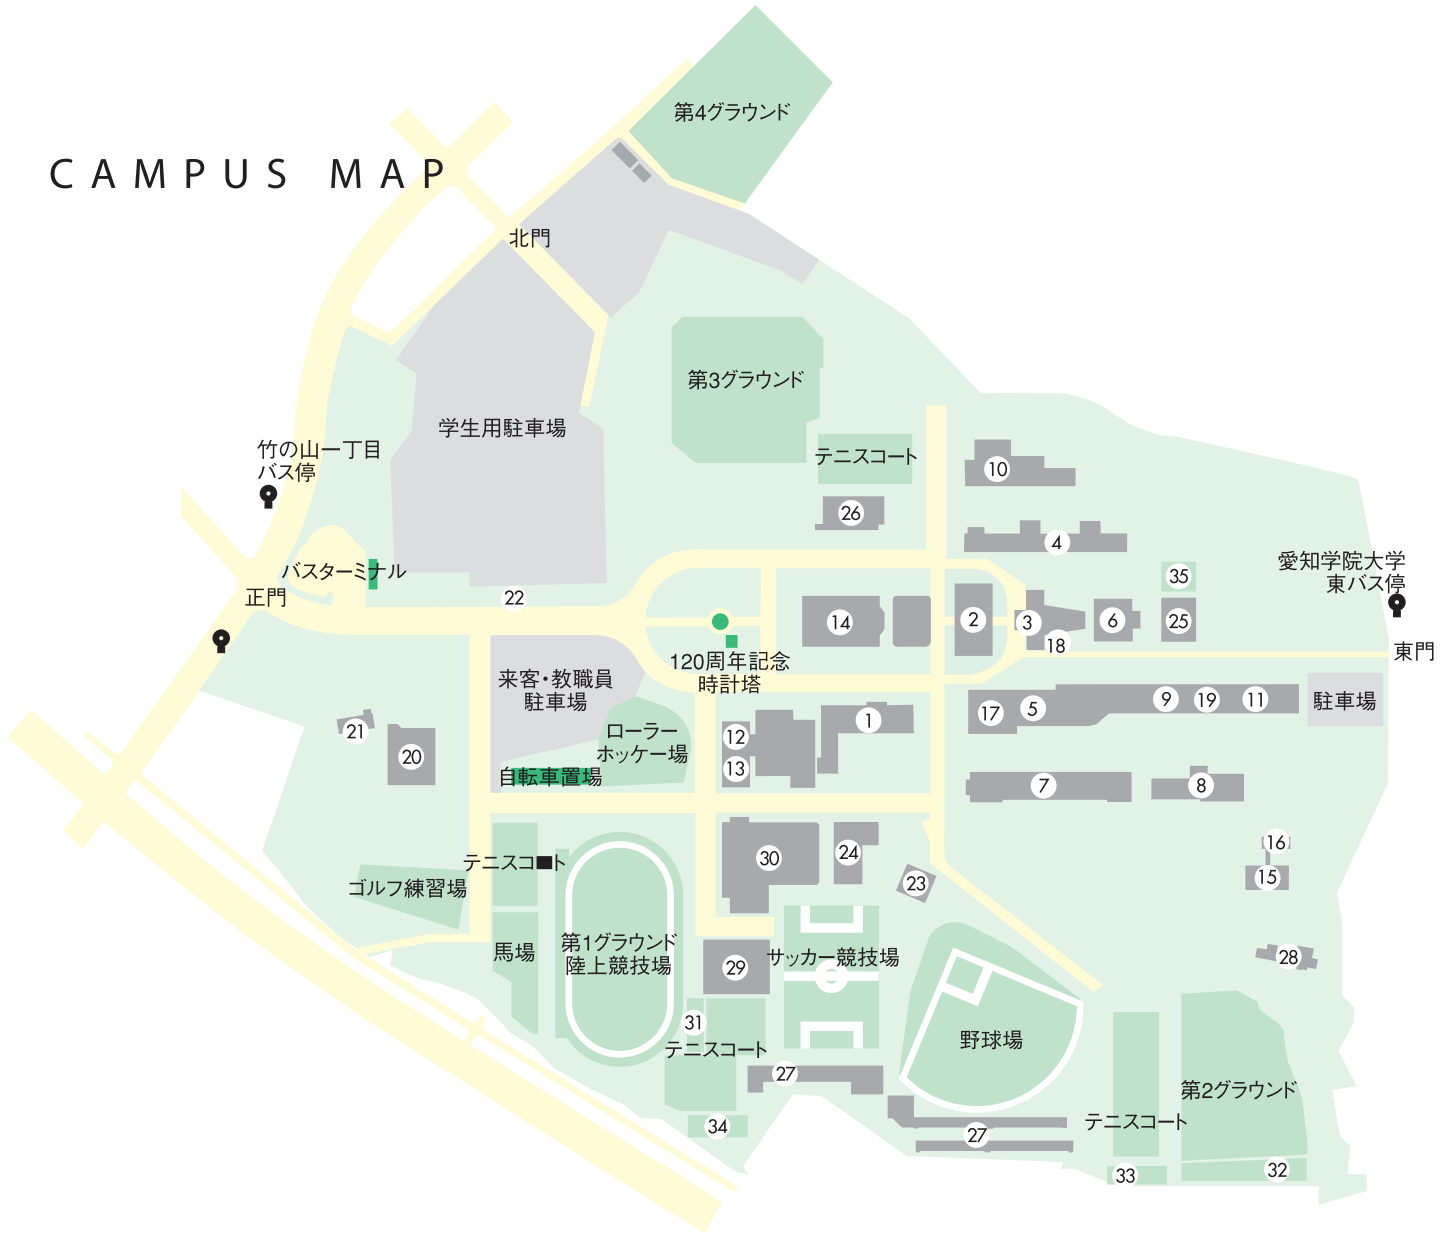 第4グラウンド
CAMPUS MAP
北門
第3グラウンド
学生用駐車場
竹の山一丁目
バス停
テニスコート
10
26
4
愛知学院大学
東バス停
バスターミナル
35
正門
22
14
2
3
6
25
18
東門
120周年記念
時計塔
来客・教職員
駐車場
17
5
9
19
11
駐車場
21
20
ローラー
ホッケー場
12
1
13
自転車置場
7
8
テニスコート
30
24
16
ゴルフ練習場
23
15
馬場
第1グラウンド
陸上競技場
29
サッカー競技場
28
31
テニスコート
野球場
27
第2グラウンド
テニスコート
34
27
33
32